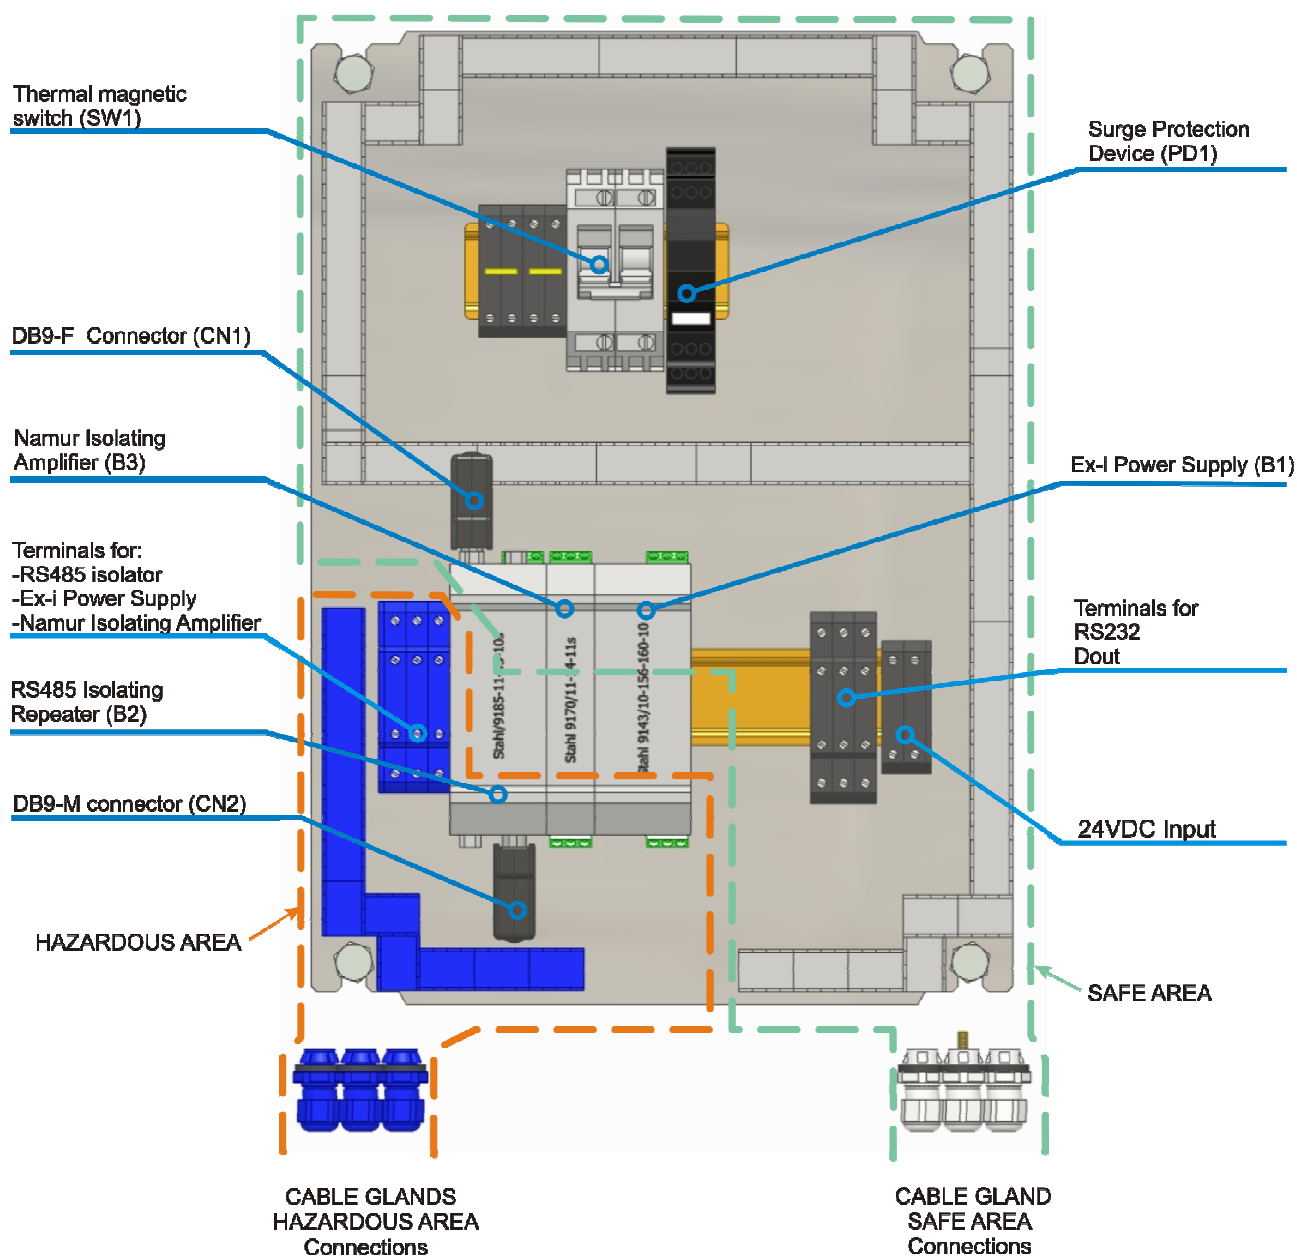 Thermal magnetic
switch (SW1)
Surge Protection
Device (PD1)
DB9-F Connector (CN1)
Namur Isolating
Amplifier (B3)
Ex-I Power Supply (B1)
Terminals for:
-RS485 isolator
-Ex-i Power Supply
-Namur Isolating Amplifier
Terminals for
RS232
Dout
RS485 Isolating
Repeater (B2)
DB9-M connector (CN2)
24VDC Input
Stahl 9143/10-156-160-10
HAZARDOUS AREA
SAFE AREA
CABLE GLANDS
HAZARDOUS AREA
Connections
CABLE GLAND
SAFE AREA
Connections